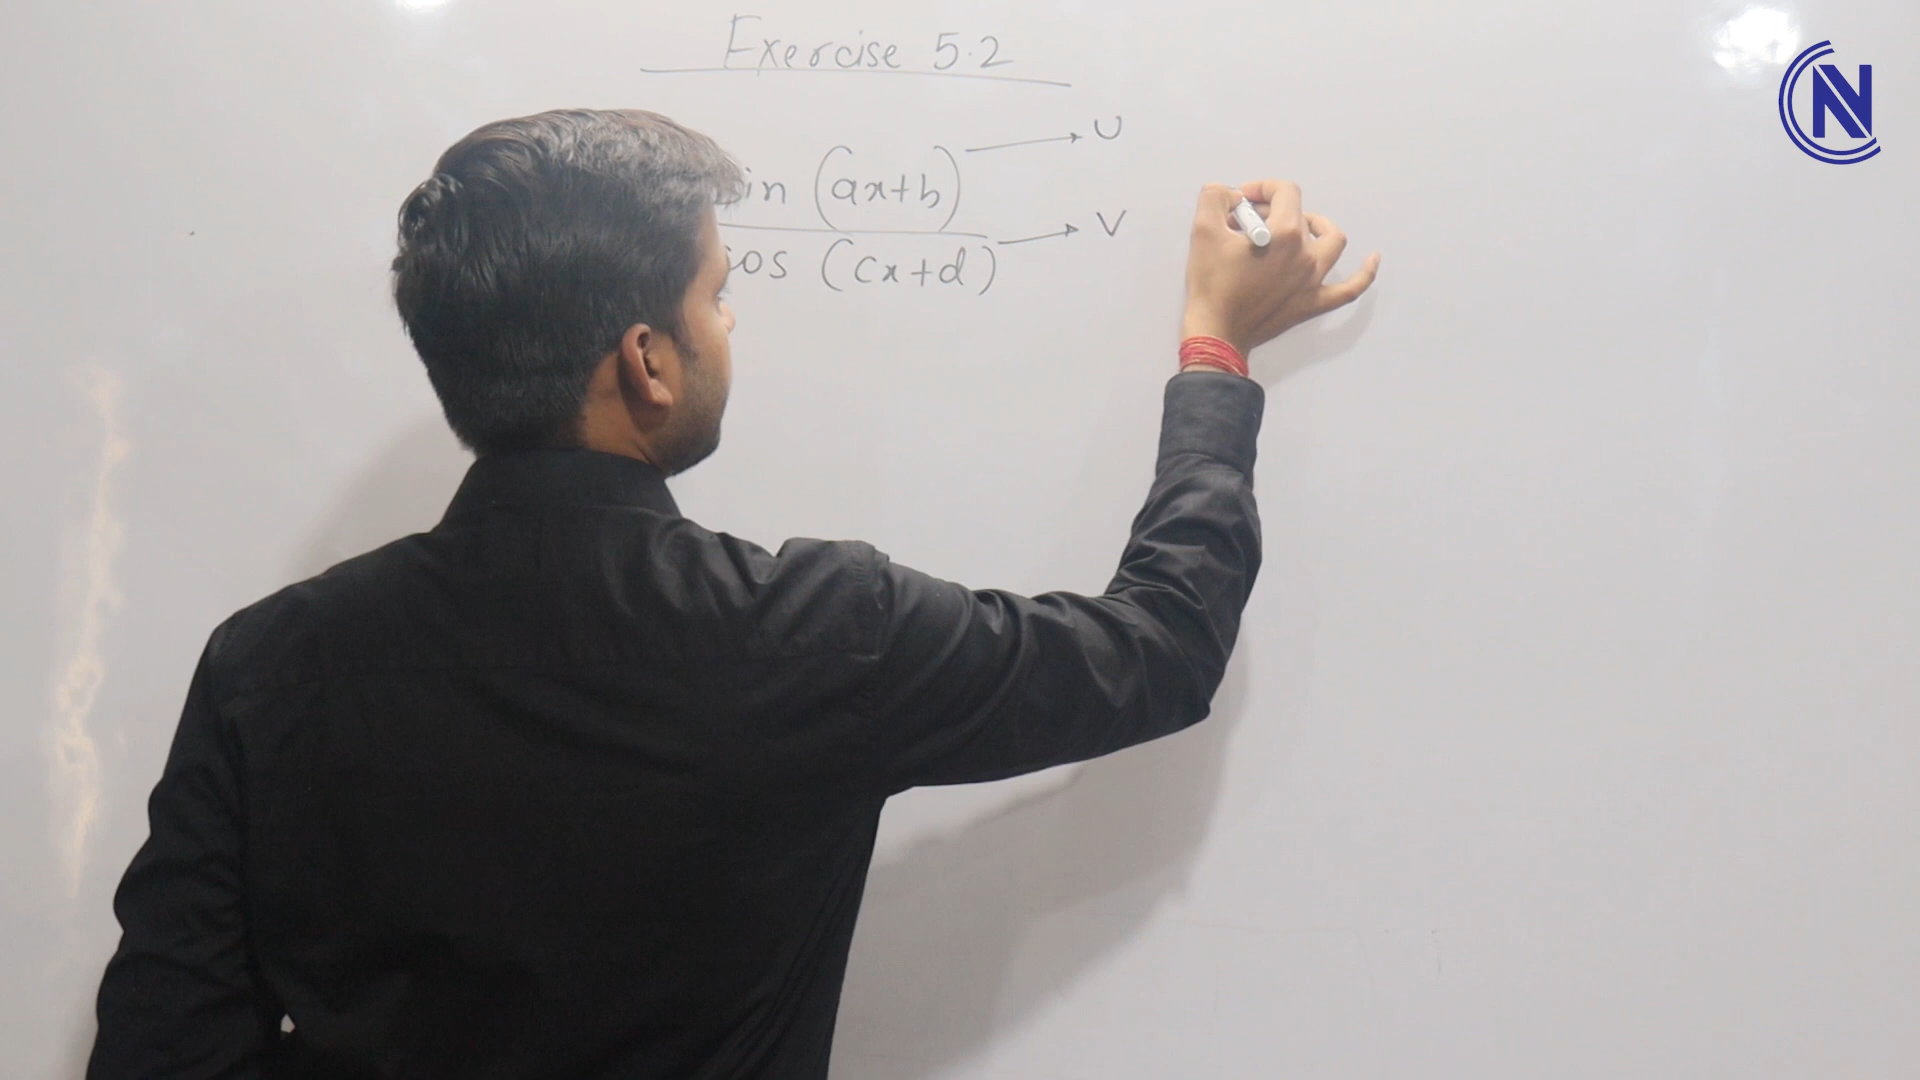 Exercise 5.2
sin (ax+b) → U
cos (cx+d) → V
N